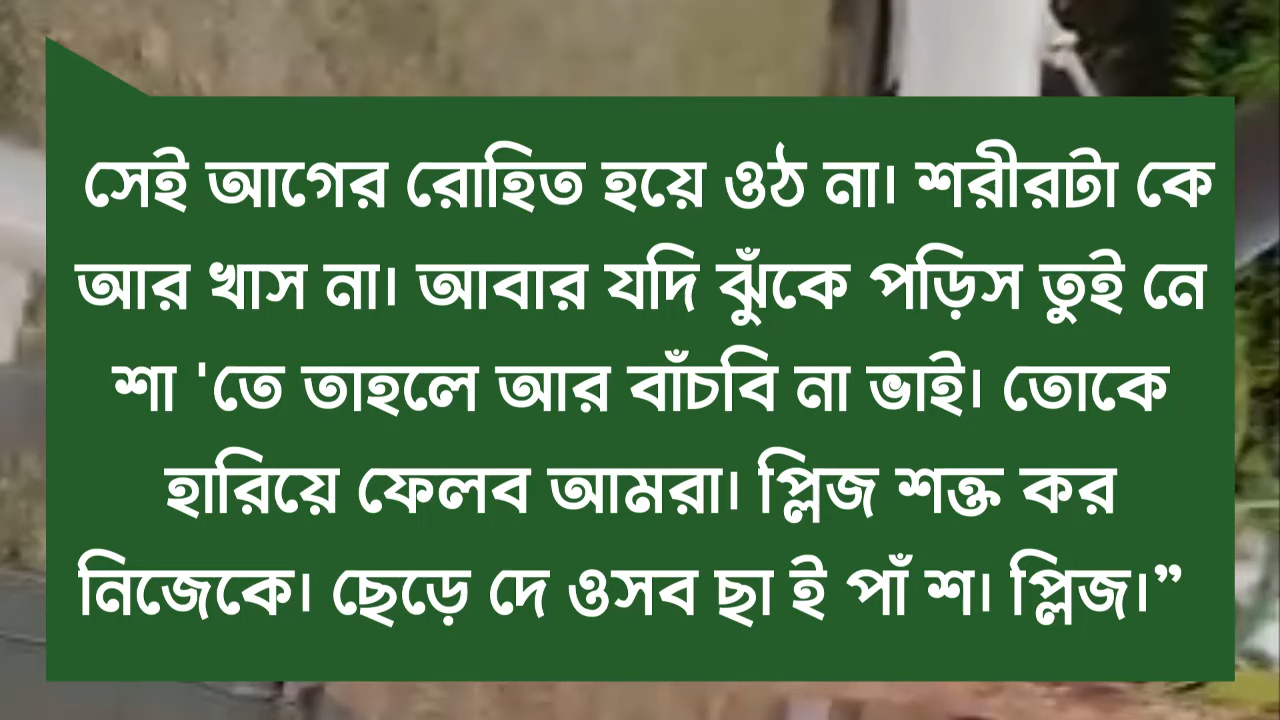 সেই আগের রোহিত হয়ে ওঠ না। শরীরটা কে
আর খাস না। আবার যদি ঝুঁকে পড়িস তুই নে
শা 'তে তাহলে আর বাঁচবি না ভাই। তোকে
হারিয়ে ফেলব আমরা। প্লিজ শক্ত কর
নিজেকে। ছেড়ে দে ওসব ছা ই পাঁ শ। প্লিজ।”